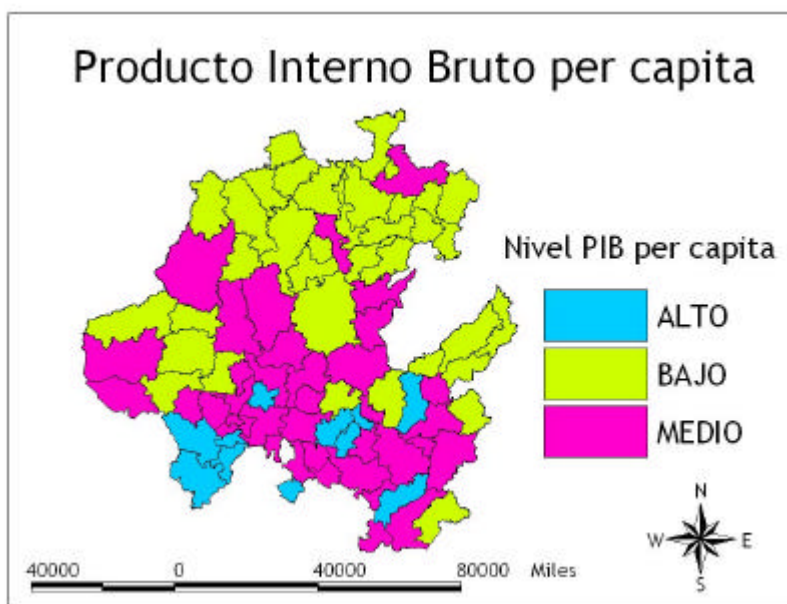 Producto Interno Bruto per capita
Nivel PIB per capita
ALTO
BAJO
MEDIO
N
W E
S
40000 0 40000 80000 Miles